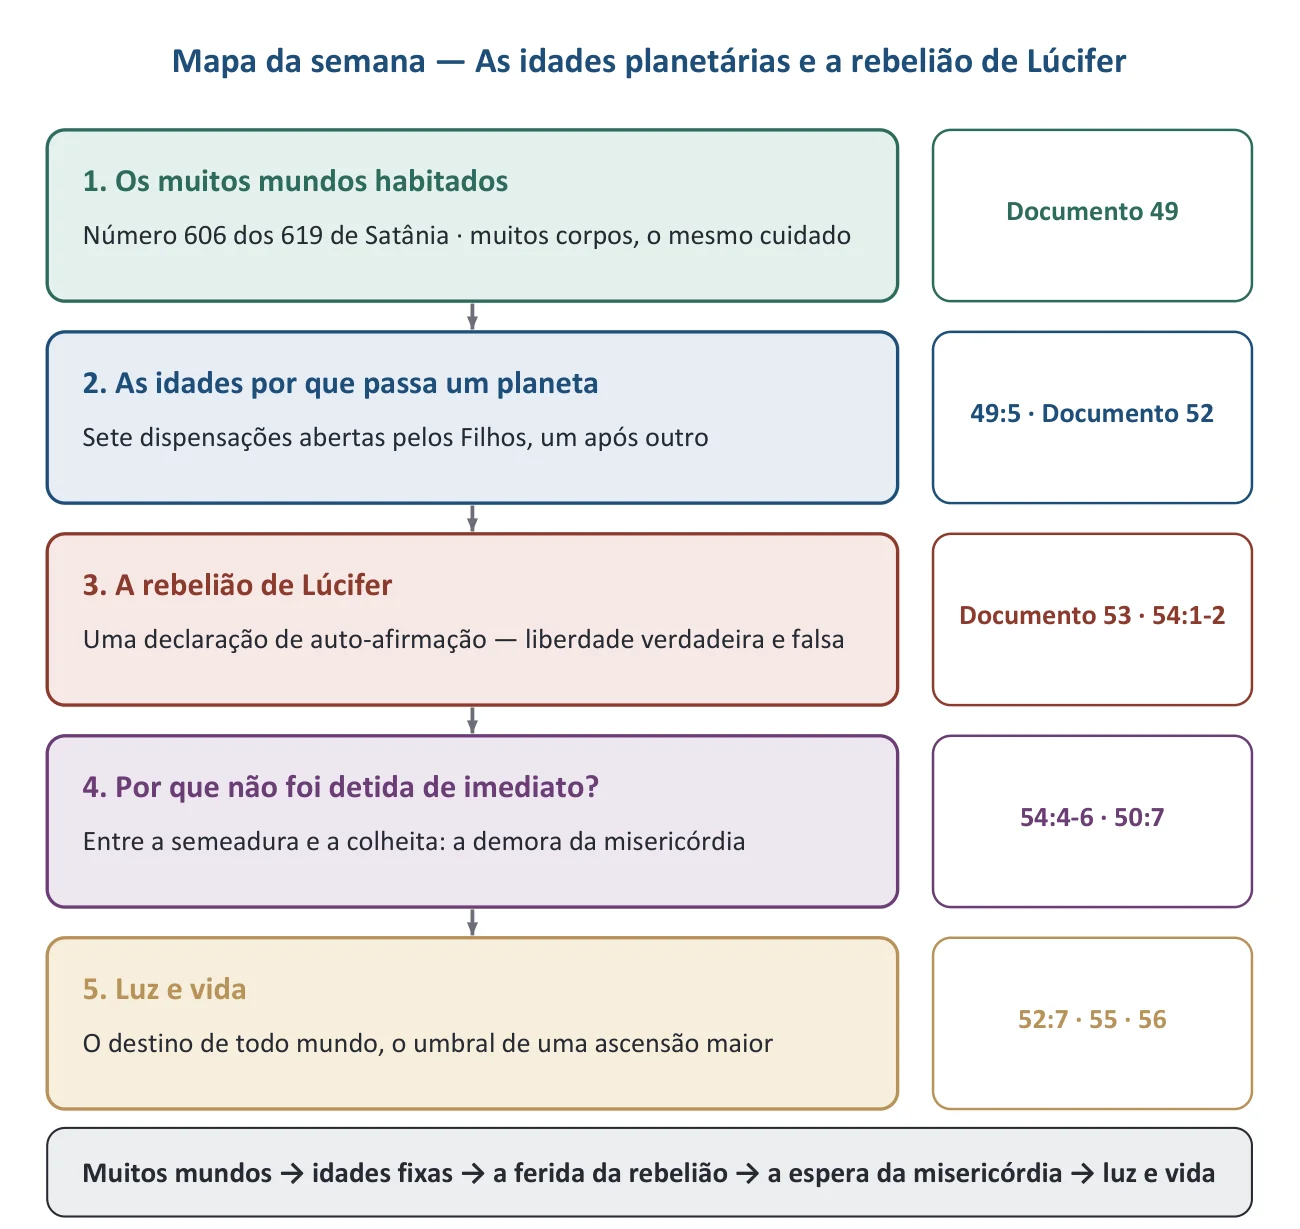 Mapa da semana — As idades planetárias e a rebelião de Lúcifer
1. Os muitos mundos habitados
Número 606 dos 619 de Satânia · muitos corpos, o mesmo cuidado
Documento 49
2. As idades por que passa um planeta
Sete dispensações abertas pelos Filhos, um após outro
49:5 · Documento 52
3. A rebelião de Lúcifer
Uma declaração de auto-afirmação — liberdade verdadeira e falsa
Documento 53 · 54:1-2
4. Por que não foi detida de imediato?
Entre a semeadura e a colheita: a demora da misericórdia
54:4-6 · 50:7
5. Luz e vida
O destino de todo mundo, o umbral de uma ascensão maior
52:7 · 55 · 56
Muitos mundos → idades fixas → a ferida da rebelião → a espera da misericórdia → luz e vida